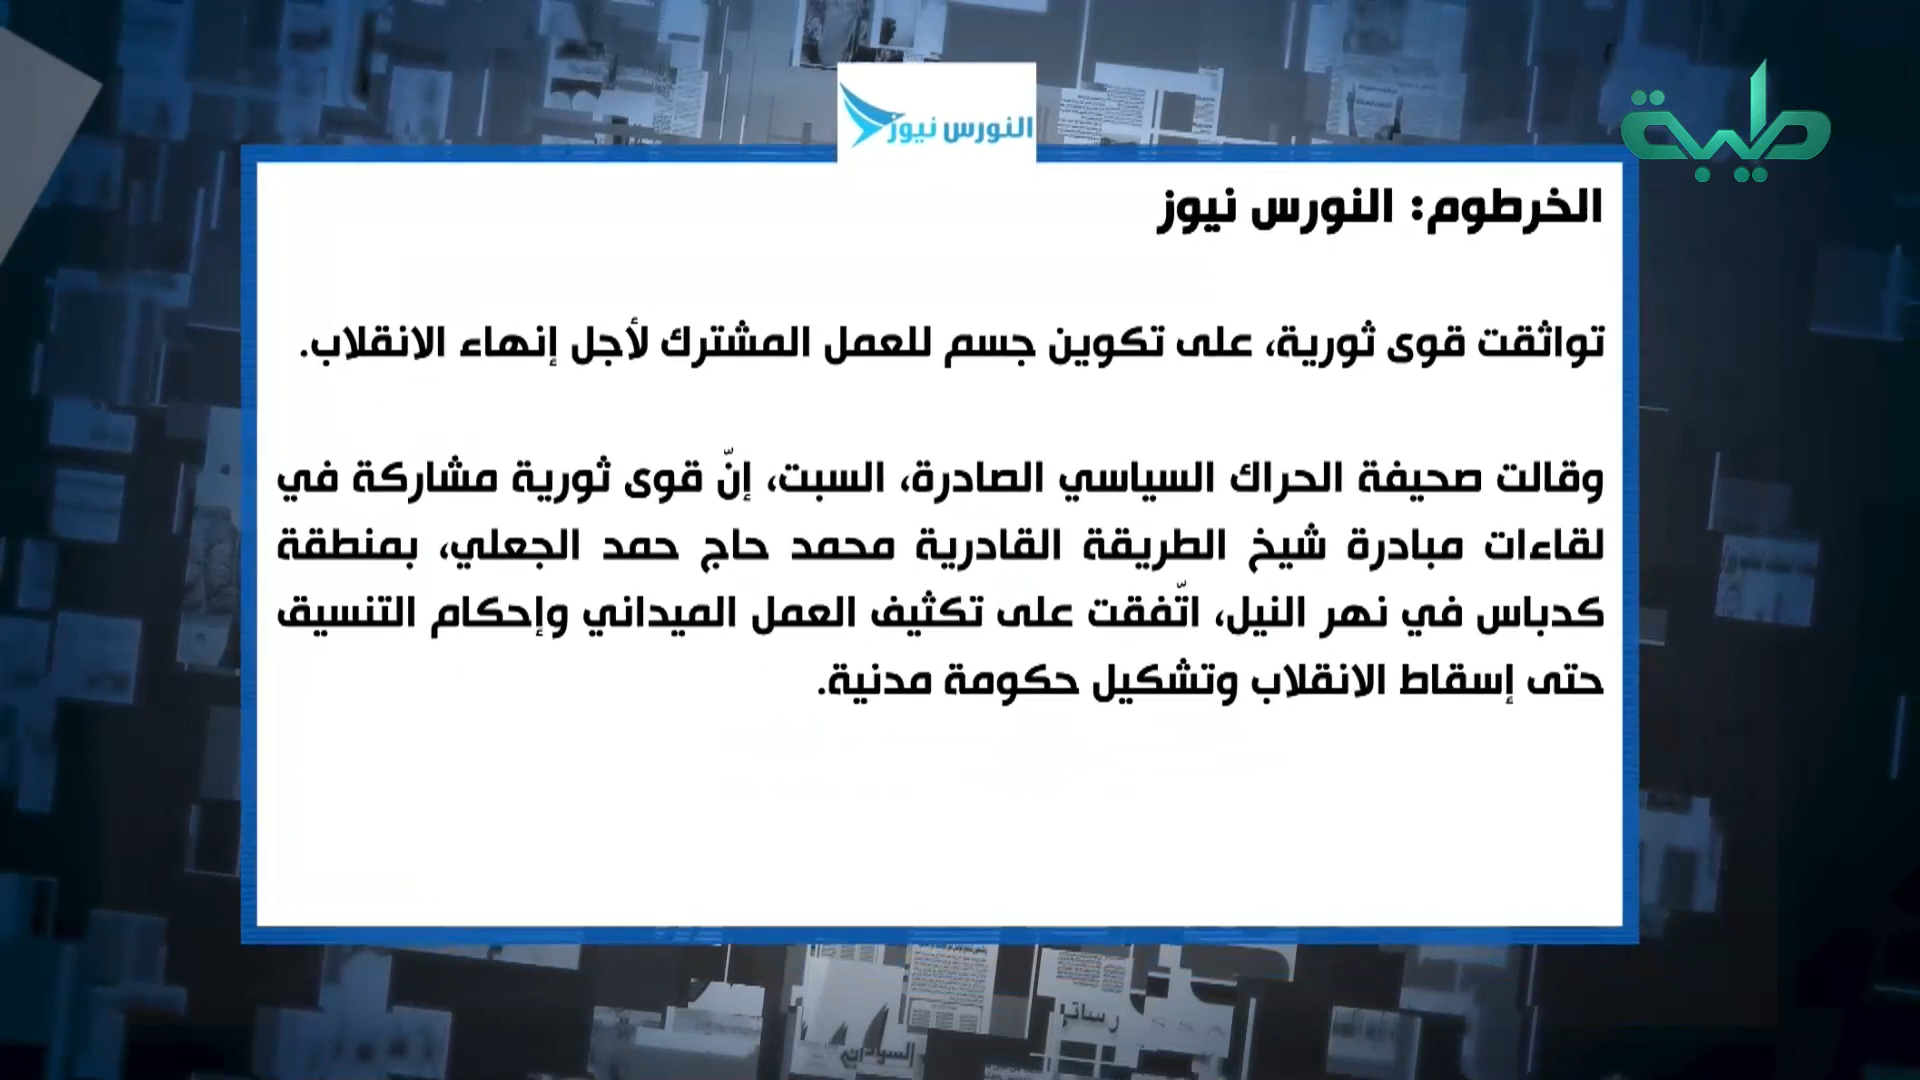 النورس نيوز
طيبة
الخرطوم: النورس نيوز
تواثقت قوى ثورية، على تكوين جسم للعمل المشترك لأجل إنهاء الانقلاب.
وقالت صحيفة الحراك السياسي الصادرة، السبت، إنّ قوى ثورية مشاركة في
لقاءات مبادرة شيخ الطريقة القادرية محمد حاج حمد الجعلي، بمنطقة
كدباس في نهر النيل، اتّفقت على تكثيف العمل الميداني وإحكام التنسيق
حتى إسقاط الانقلاب وتشكيل حكومة مدنية.